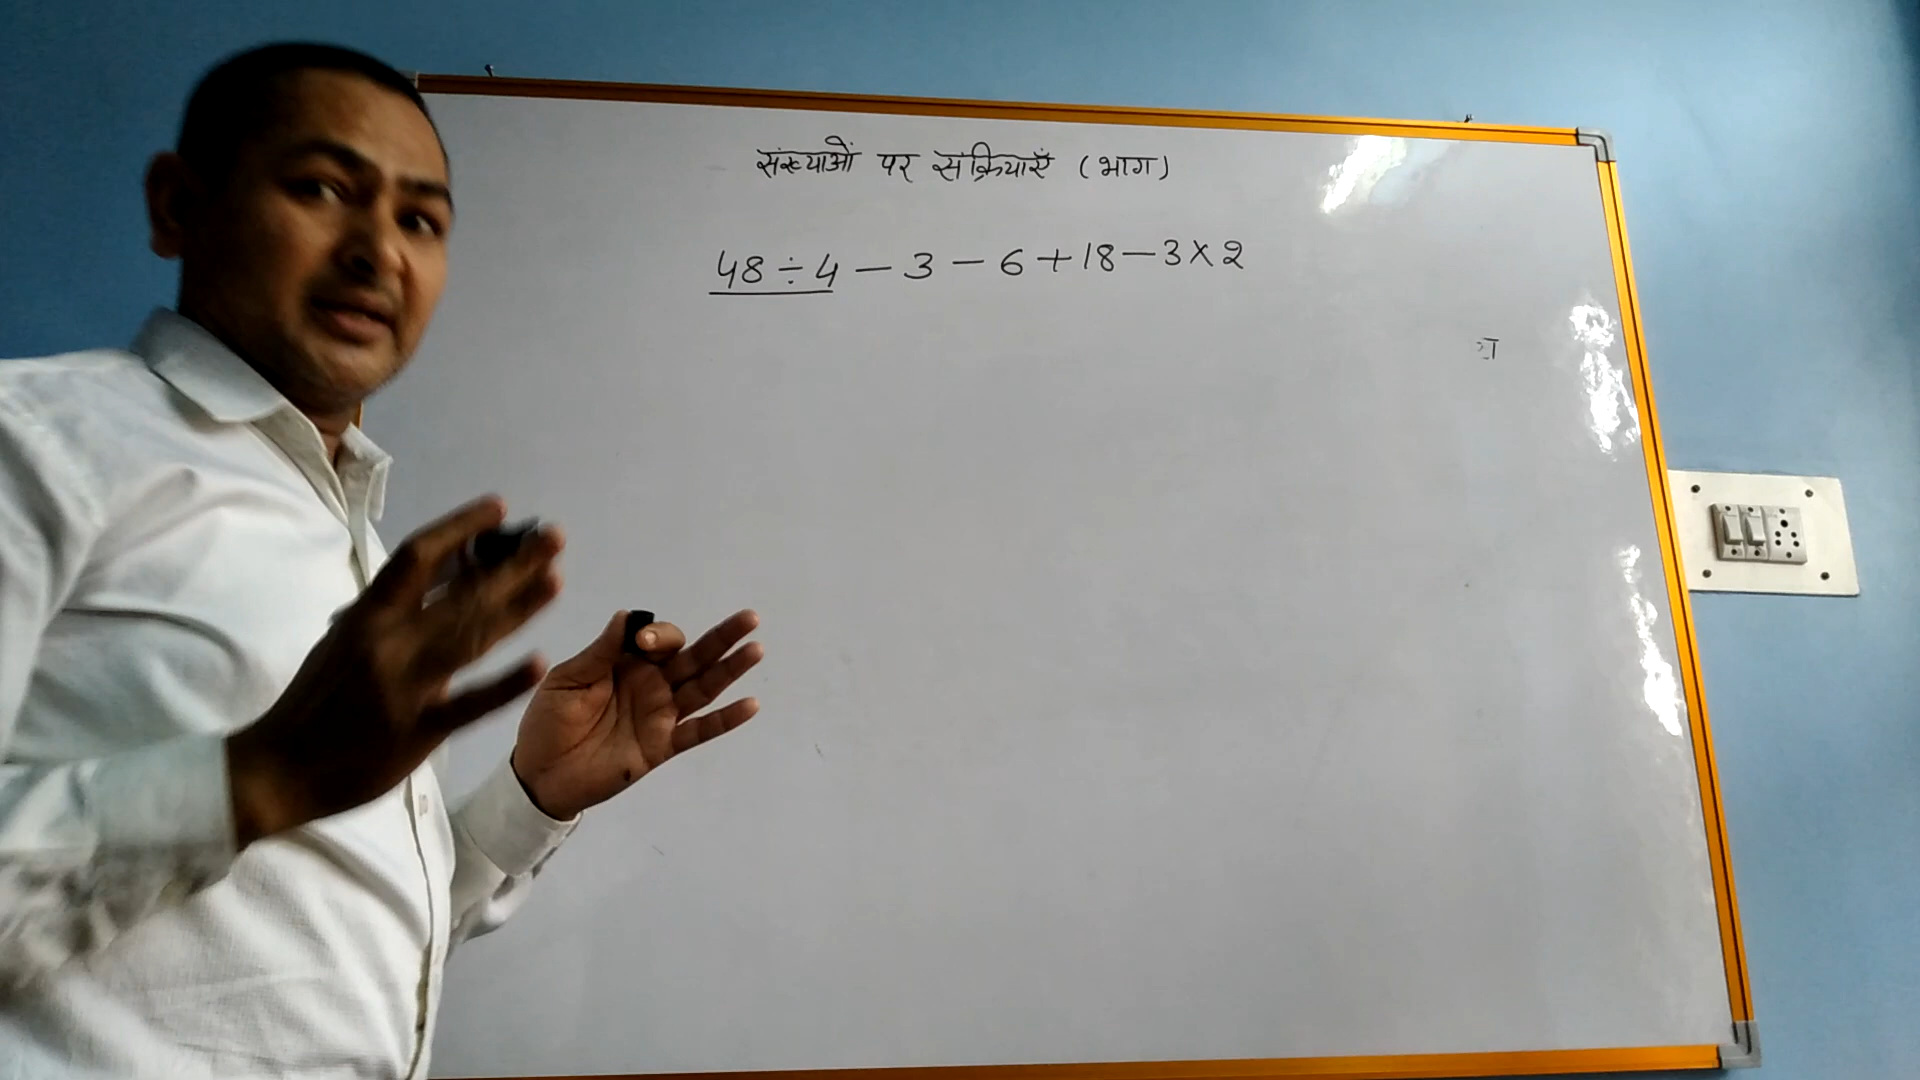 संख्याओं पर संक्रियाएँ (भाग)
48 ÷ 4 — 3 — 6 + 18 — 3 × 2